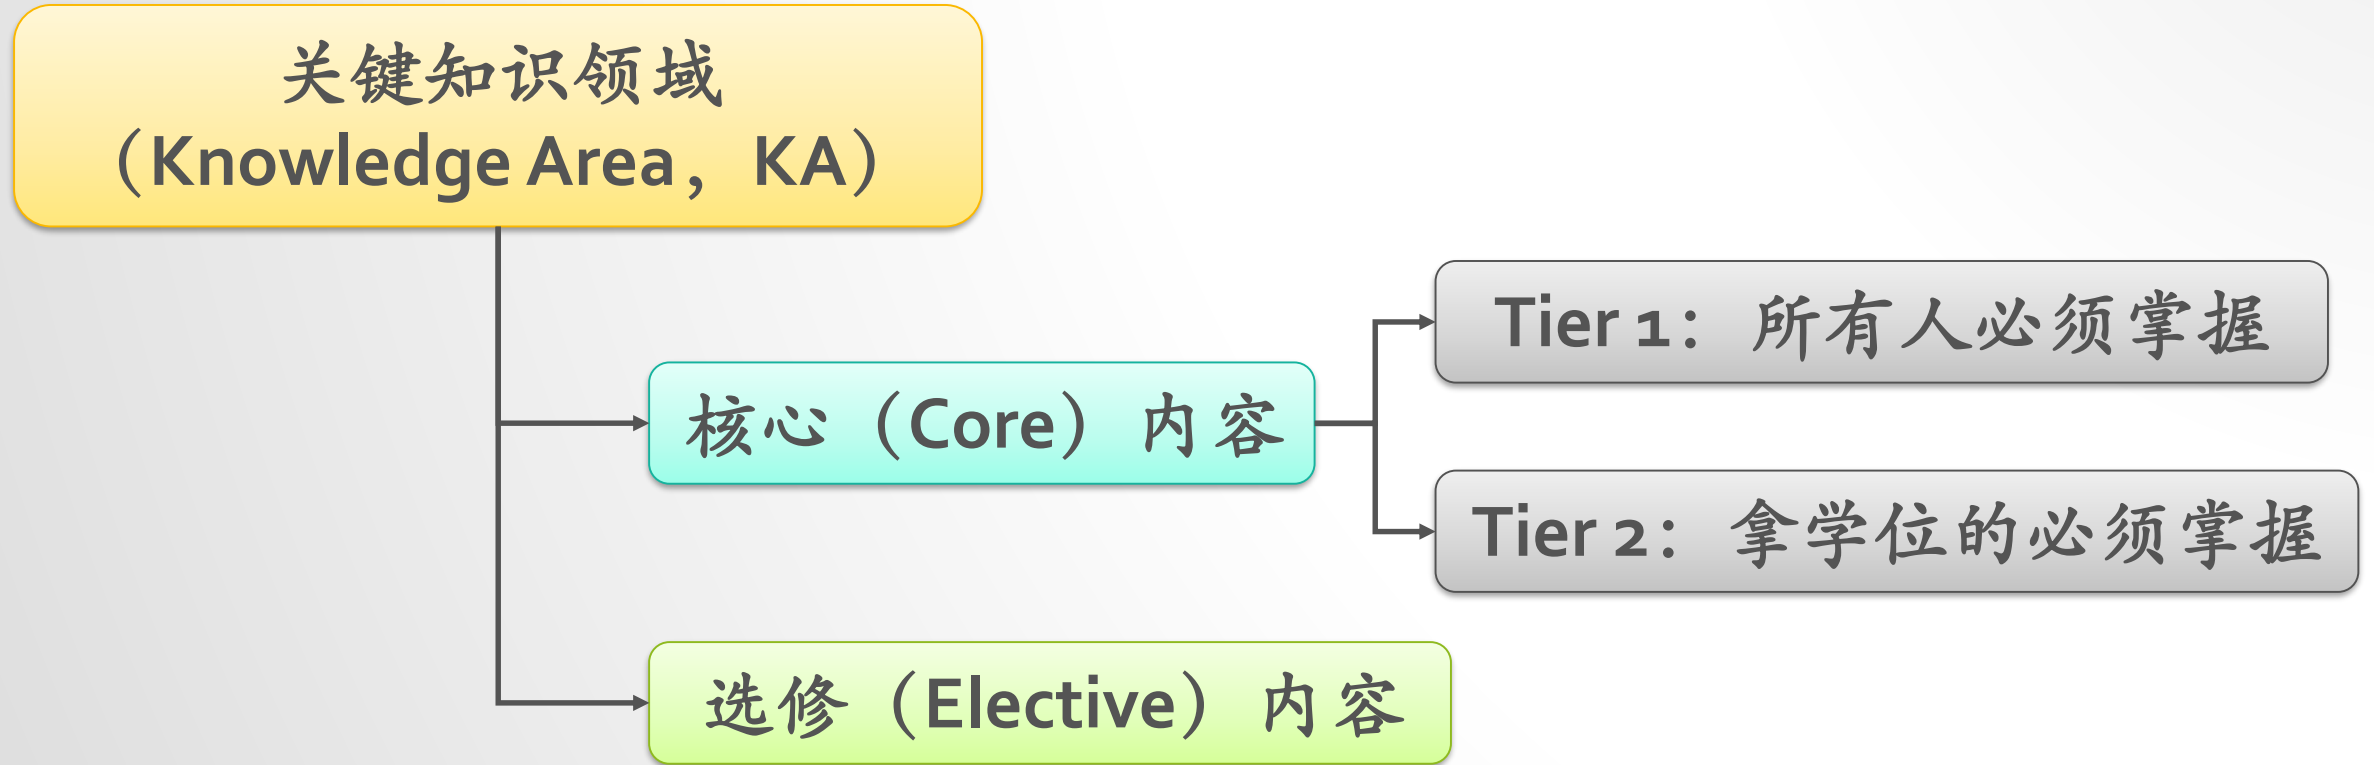 关键知识领域
（Knowledge Area，KA）
Tier 1：所有人必须掌握
核心（Core）内容
Tier 2：拿学位的必须掌握
选修（Elective）内容